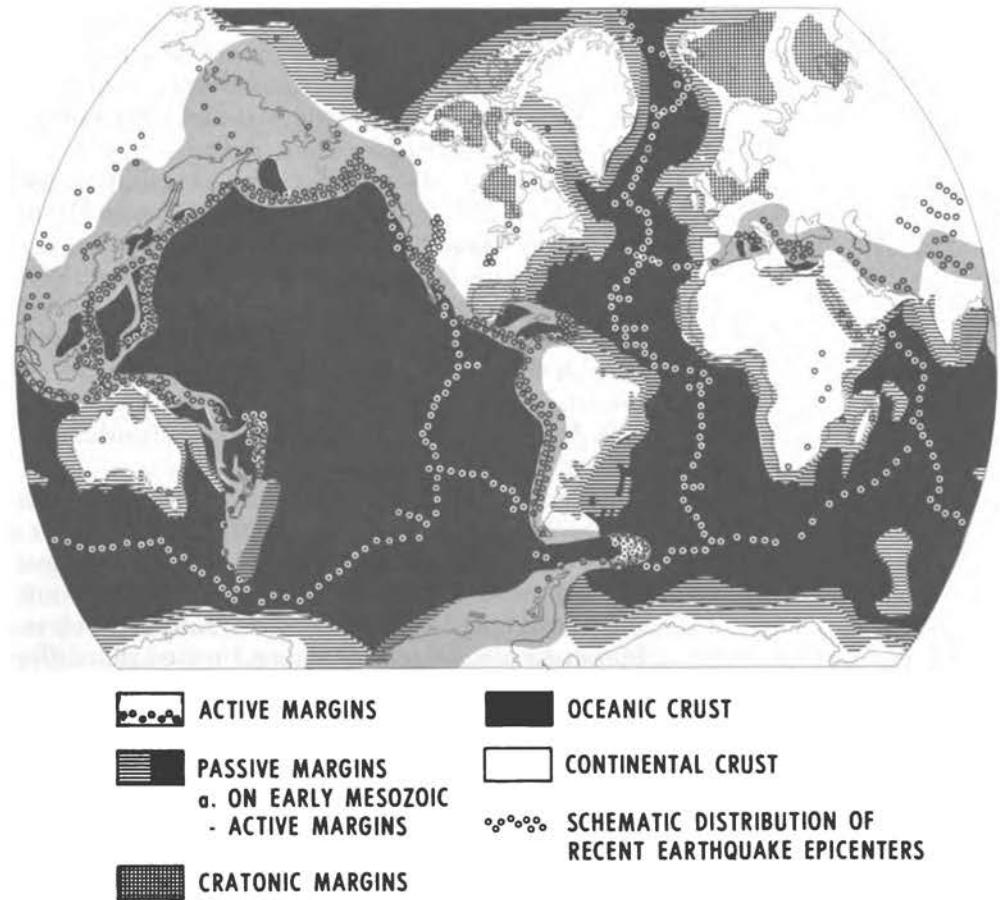 ACTIVE MARGINS
PASSIVE MARGINS
a. ON EARLY MESOZOIC
- ACTIVE MARGINS
CRATONIC MARGINS
OCEANIC CRUST
CONTINENTAL CRUST
SCHEMATIC DISTRIBUTION OF
RECENT EARTHQUAKE EPICENTERS